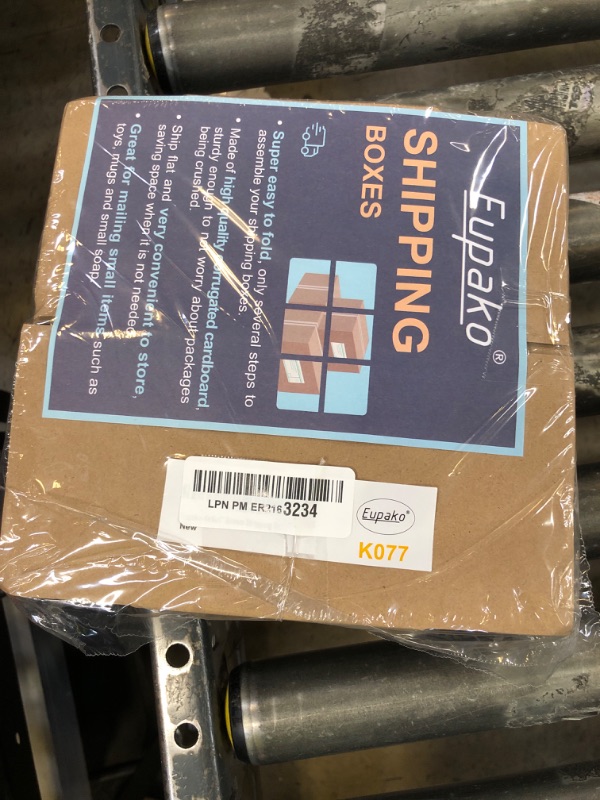 Eupako®
SHIPPING
BOXES
• Super easy to fold, only several steps to
assemble your shipping boxes
• Made of high quality corrugated cardboard,
sturdy enough to not worry about packages
being crushed.
• Ship flat and very convenient to store,
saving space when it is not needed
• Great for mailing small items such as
toys, mugs and small soap
LPN PM ER2163234
Eupako®
New
K077